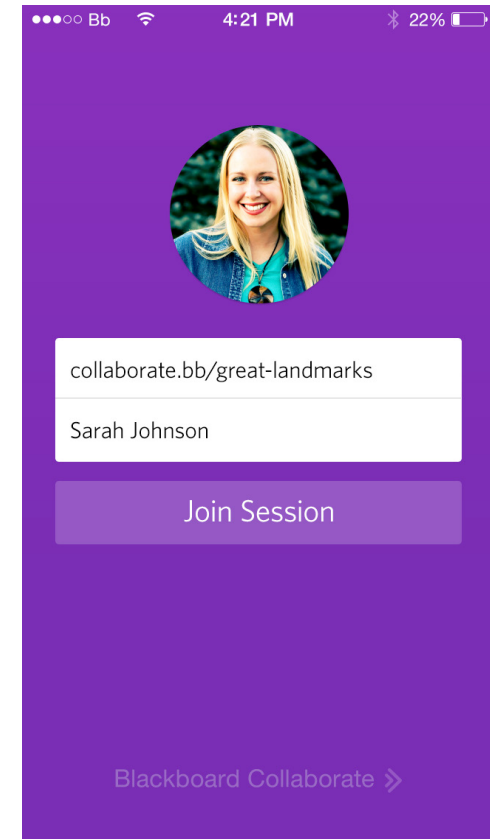 Bb 4:21 PM 22%
collaborate.bb/great-landmarks
Sarah Johnson
Join Session
Blackboard Collaborate